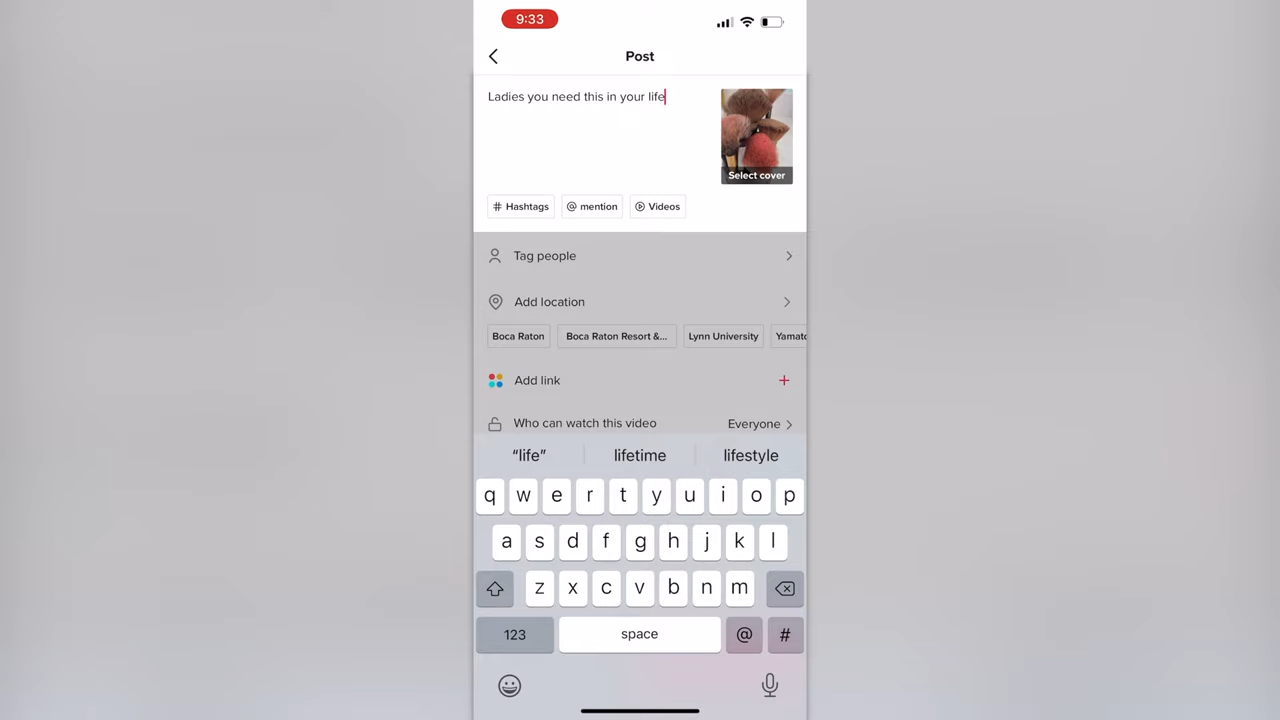 9:33
Post
Ladies you need this in your life
Select cover
# Hashtags
@ mention
Videos
Tag people
Add location
Boca Raton
Boca Raton Resort &...
Lynn University
Yamato
Add link
Who can watch this video
Everyone
“life”
lifetime
lifestyle
q w e r t y u i o p
a s d f g h j k l
z x c v b n m
123
space
@
#